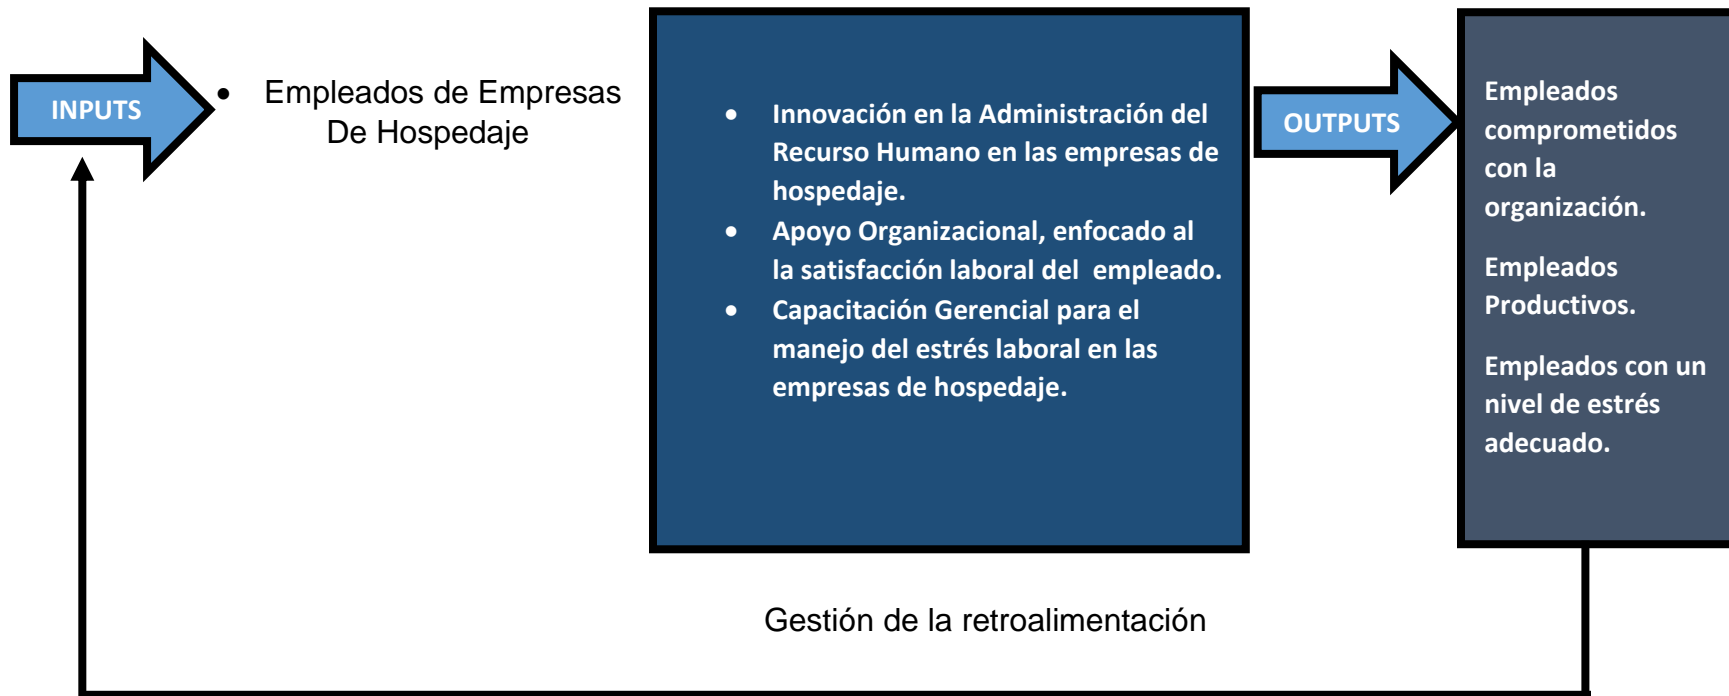 INPUTS
• Empleados de Empresas
De Hospedaje
• Innovación en la Administración del
Recurso Humano en las empresas de
hospedaje.
• Apoyo Organizacional, enfocado al
la satisfacción laboral del  empleado.
• Capacitación Gerencial para el
manejo del estrés laboral en las
empresas de hospedaje.
OUTPUTS
Empleados
comprometidos
con la
organización.
Empleados
Productivos.
Empleados con un
nivel de estrés
adecuado.
Gestión de la retroalimentación